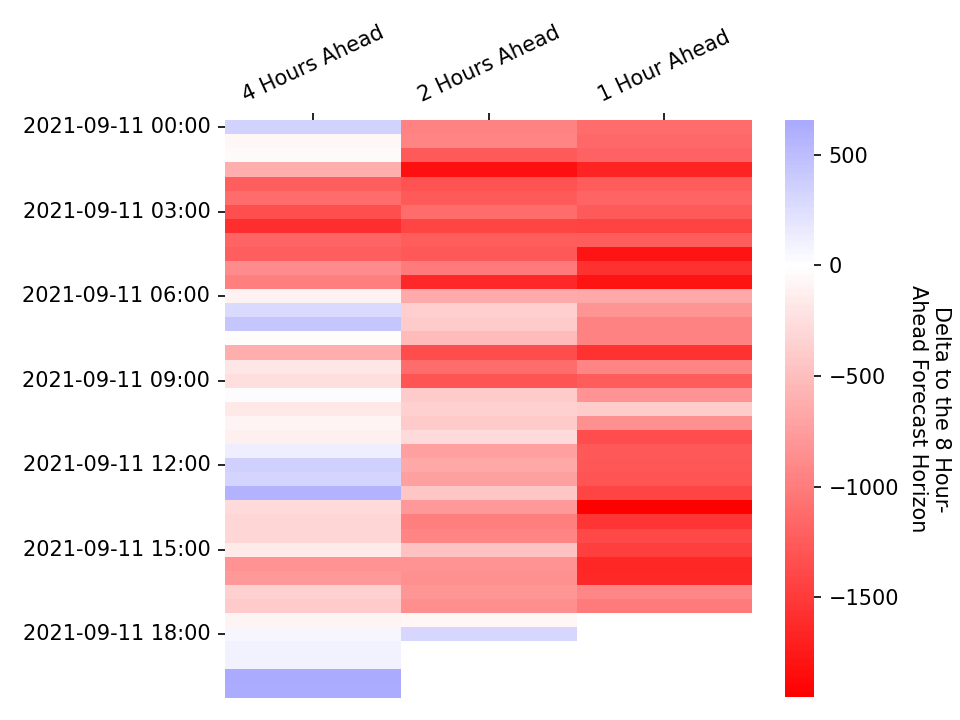 4 Hours Ahead
2 Hours Ahead
1 Hour Ahead
2021-09-11 00:00
2021-09-11 03:00
2021-09-11 06:00
2021-09-11 09:00
2021-09-11 12:00
2021-09-11 15:00
2021-09-11 18:00
500
0
−500
−1000
−1500
Delta to the 8 Hour-
Ahead Forecast Horizon